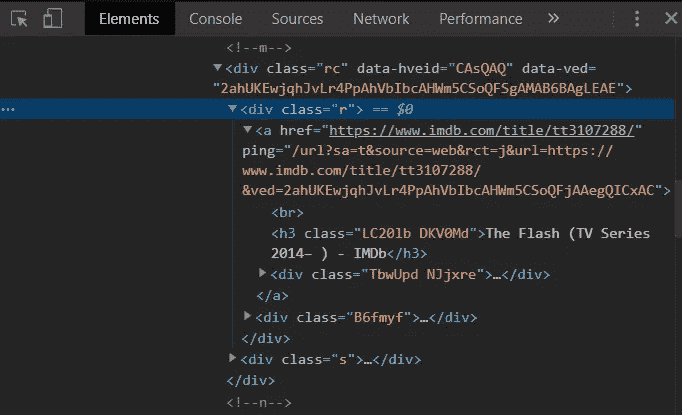 Elements Console Sources Network Performance »
<!--m-->
▼<div class="rc" data-hveid="CAsQAQ" data-ved=
"2ahUKEwjqhJvLr4PpAhVbIbcAHWm5CSoQFSgAMAB6BAgLEAE">
… ▼<div class="r"> == $0
▼<a href="https://www.imdb.com/title/tt3107288/"
ping="/url?sa=t&source=web&rct=j&url=https://
www.imdb.com/title/tt3107288/
&ved=2ahUKEwjqhJvLr4PpAhVbIbcAHWm5CSoQFjAAegQICxAC">
<br>
<h3 class="LC20lb DKV0Md">The Flash (TV Series
2014– ) - IMDb</h3>
▶<div class="TbwUpd NJjxre">…</div>
</a>
▶<div class="B6fmyf">…</div>
</div>
▶<div class="s">…</div>
</div>
<!--n-->